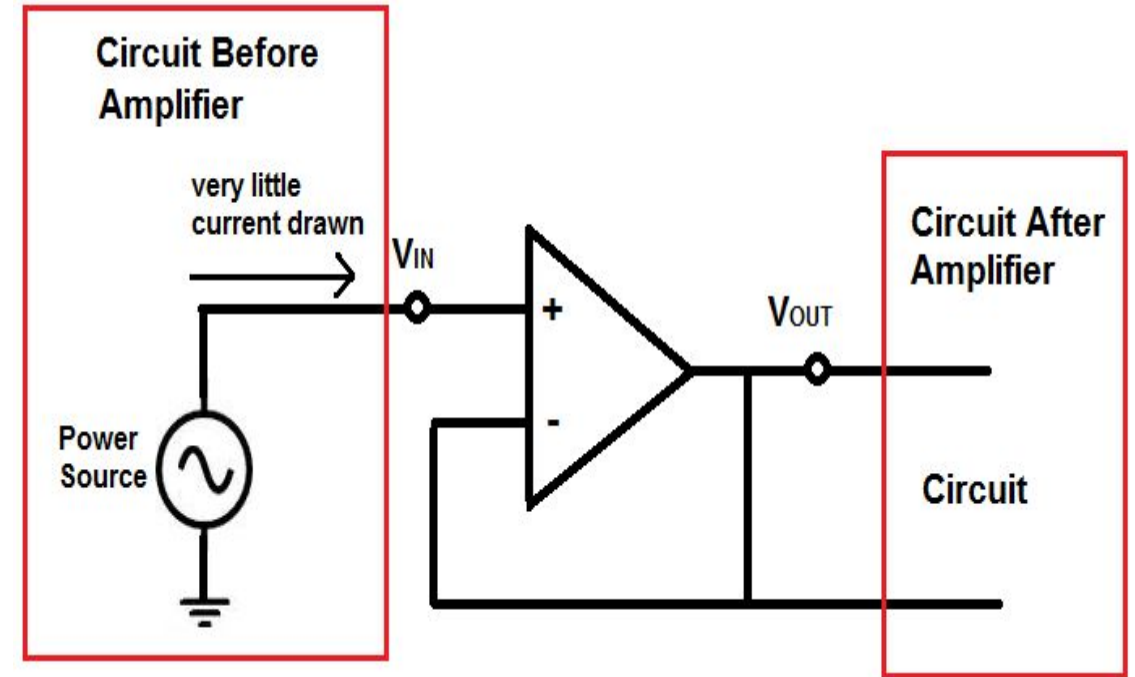 Circuit Before
Amplifier
very little
current drawn
VIN
+
-
Power
Source
VOUT
Circuit After
Amplifier
Circuit